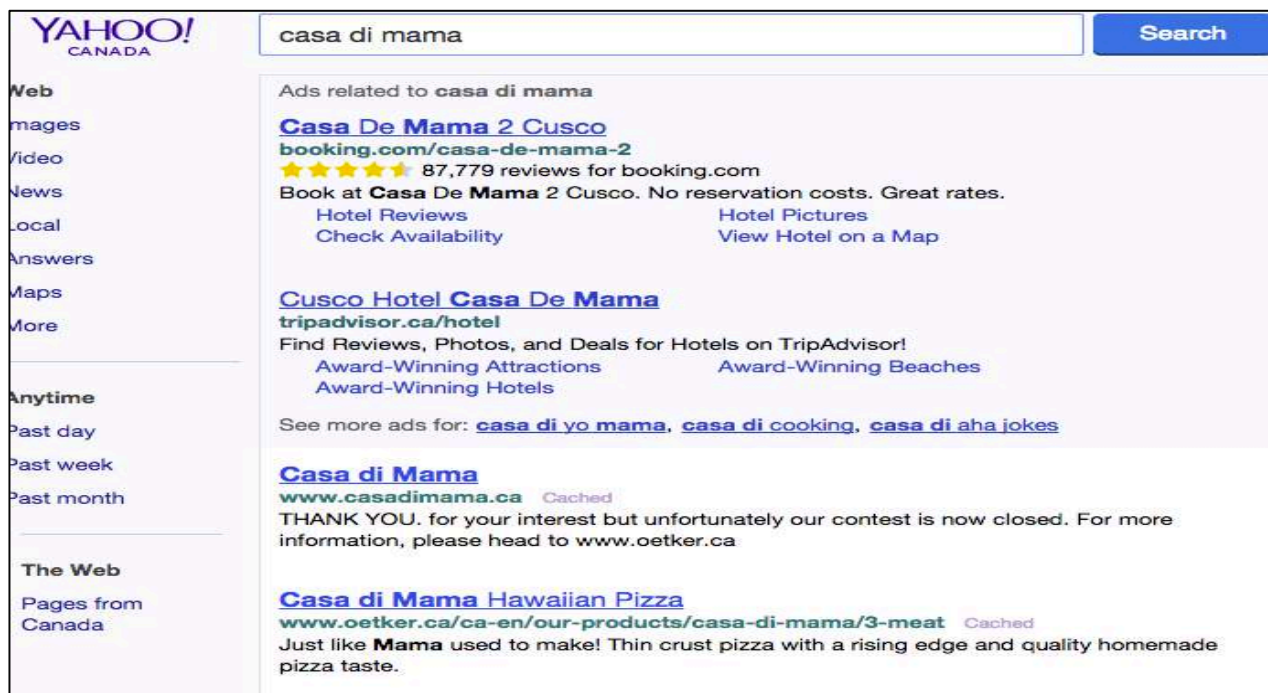 YAHOO!
CANADA
casa di mama
Search
Web
mages
Video
News
Local
Answers
Maps
More
Anytime
Past day
Past week
Past month
The Web
Pages from
Canada
Ads related to casa di mama
Casa De Mama 2 Cusco
booking.com/casa-de-mama-2
87,779 reviews for booking.com
Book at Casa De Mama 2 Cusco. No reservation costs. Great rates.
Hotel Reviews Hotel Pictures
Check Availability View Hotel on a Map
Cusco Hotel Casa De Mama
tripadvisor.ca/hotel
Find Reviews, Photos, and Deals for Hotels on TripAdvisor!
Award-Winning Attractions Award-Winning Beaches
Award-Winning Hotels
See more ads for: casa di yo mama, casa di cooking, casa di aha jokes
Casa di Mama
www.casadimama.ca Cached
THANK YOU. for your interest but unfortunately our contest is now closed. For more
information, please head to www.oetker.ca
Casa di Mama Hawaiian Pizza
www.oetker.ca/ca-en/our-products/casa-di-mama/3-meat Cached
Just like Mama used to make! Thin crust pizza with a rising edge and quality homemade
pizza taste.